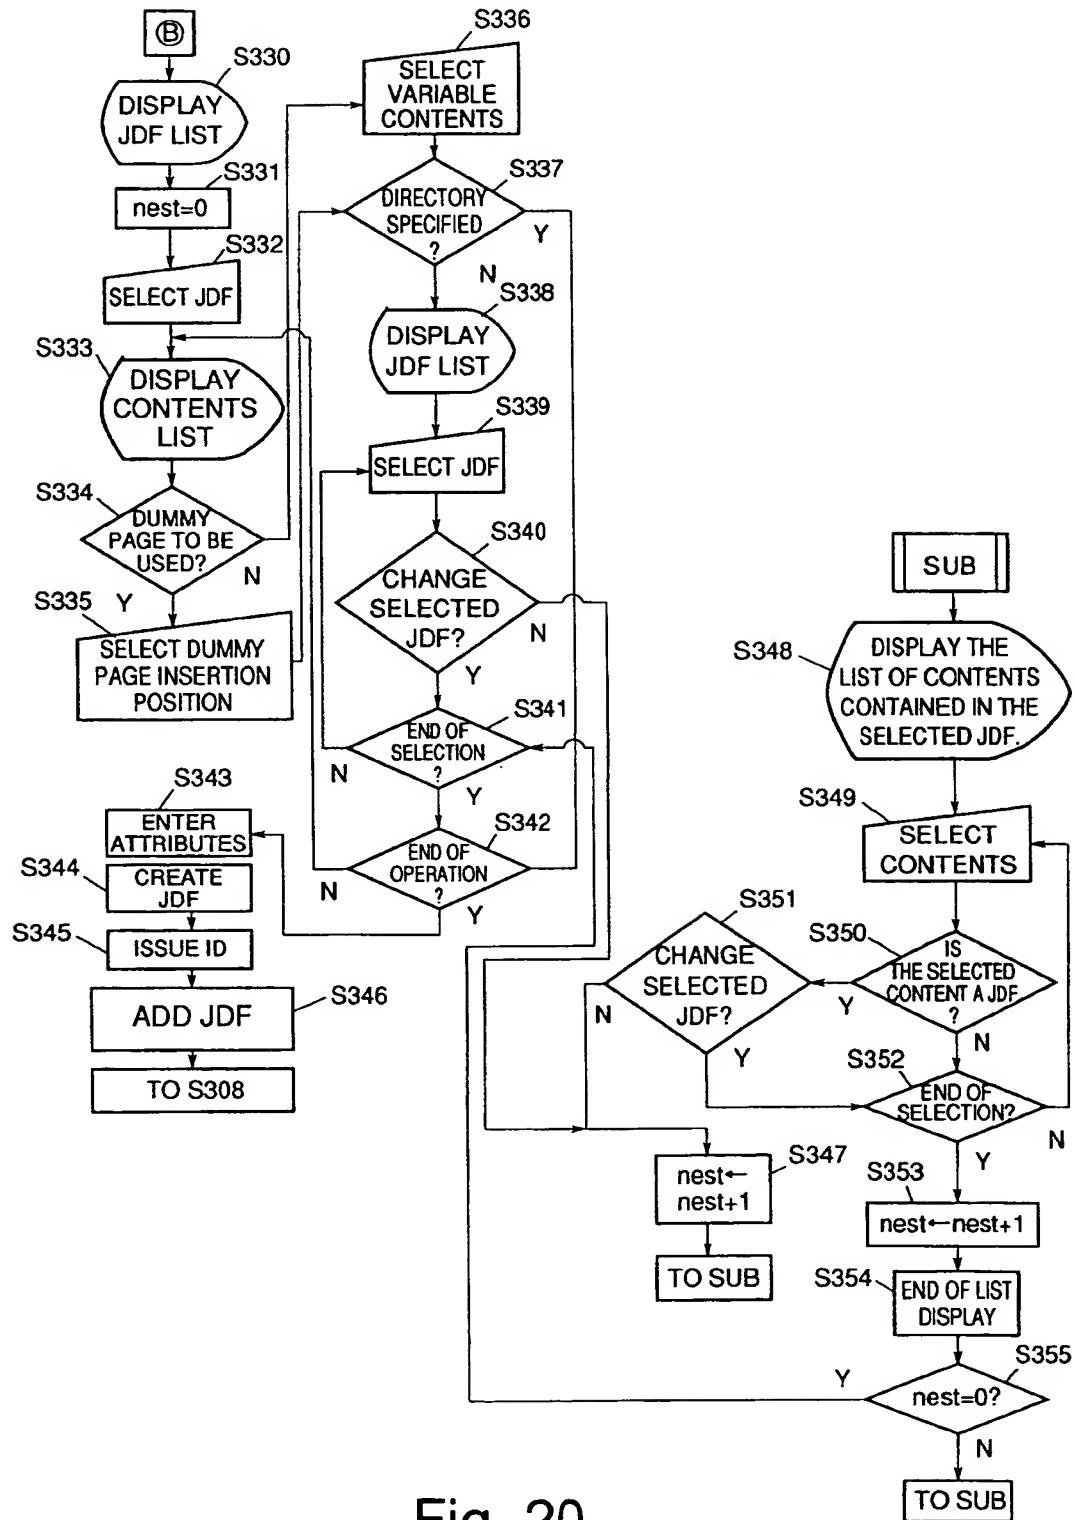 B
S330
DISPLAY
JDF LIST
S331
nest=0
S332
SELECT JDF
S333
DISPLAY
CONTENTS
LIST
S334
DUMMY
PAGE TO BE
USED?
N
Y
S335
SELECT DUMMY
PAGE INSERTION
POSITION
S336
SELECT
VARIABLE
CONTENTS
S337
DIRECTORY
SPECIFIED
?
Y
N
S338
DISPLAY
JDF LIST
S339
SELECT JDF
S340
CHANGE
SELECTED
JDF?
N
Y
S341
END OF
SELECTION
?
N
Y
S342
END OF
OPERATION
?
N
Y
S343
ENTER
ATTRIBUTES
S344
CREATE
JDF
S345
ISSUE ID
S346
ADD JDF
TO S308
SUB
S348
DISPLAY THE
LIST OF CONTENTS
CONTAINED IN THE
SELECTED JDF.
S349
SELECT
CONTENTS
S350
IS
THE SELECTED
CONTENT A JDF
?
Y
N
S351
CHANGE
SELECTED
JDF?
N
Y
S352
END OF
SELECTION?
N
Y
S347
nest←
nest+1
TO SUB
S353
nest←nest+1
S354
END OF LIST
DISPLAY
S355
nest=0?
Y
N
TO SUB
Fig. 20